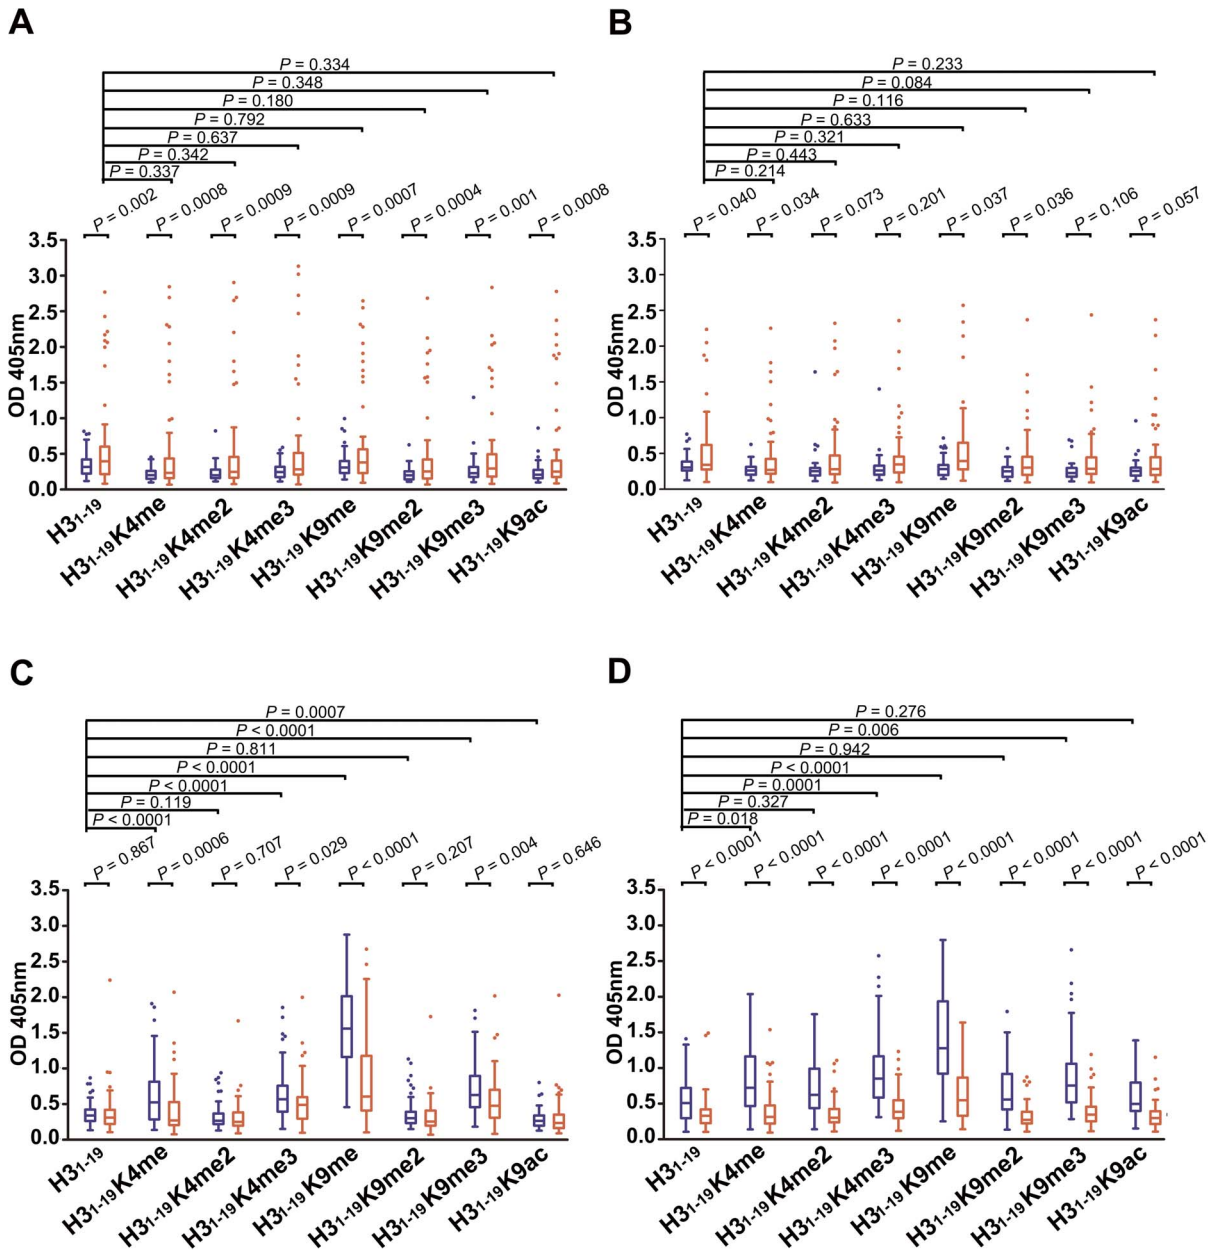 A
P = 0.334
P = 0.348
P = 0.180
P = 0.792
P = 0.637
P = 0.342
P = 0.337
P = 0.002 P = 0.0008 P = 0.0009 P = 0.0009 P = 0.0007 P = 0.0004 P = 0.001 P = 0.0008
OD 405nm
3.5
3.0
2.5
2.0
1.5
1.0
0.5
0.0
H31-19 H31-19K4me H31-19K4me2 H31-19K4me3 H31-19K9me H31-19K9me2 H31-19K9me3 H31-19K9ac
B
P = 0.233
P = 0.084
P = 0.116
P = 0.633
P = 0.321
P = 0.443
P = 0.214
P = 0.040 P = 0.034 P = 0.073 P = 0.201 P = 0.037 P = 0.036 P = 0.106 P = 0.057
OD 405nm
3.5
3.0
2.5
2.0
1.5
1.0
0.5
0.0
H31-19 H31-19K4me H31-19K4me2 H31-19K4me3 H31-19K9me H31-19K9me2 H31-19K9me3 H31-19K9ac
C
P = 0.0007
P < 0.0001
P = 0.811
P < 0.0001
P < 0.0001
P = 0.119
P < 0.0001
P = 0.867 P = 0.0006 P = 0.707 P = 0.029 P < 0.0001 P = 0.207 P = 0.004 P = 0.646
OD 405nm
3.5
3.0
2.5
2.0
1.5
1.0
0.5
0.0
H31-19 H31-19K4me H31-19K4me2 H31-19K4me3 H31-19K9me H31-19K9me2 H31-19K9me3 H31-19K9ac
D
P = 0.276
P = 0.006
P = 0.942
P < 0.0001
P = 0.0001
P = 0.327
P = 0.018
P < 0.0001 P < 0.0001 P < 0.0001 P < 0.0001 P < 0.0001 P < 0.0001 P < 0.0001 P < 0.0001
OD 405nm
3.5
3.0
2.5
2.0
1.5
1.0
0.5
0.0
H31-19 H31-19K4me H31-19K4me2 H31-19K4me3 H31-19K9me H31-19K9me2 H31-19K9me3 H31-19K9ac